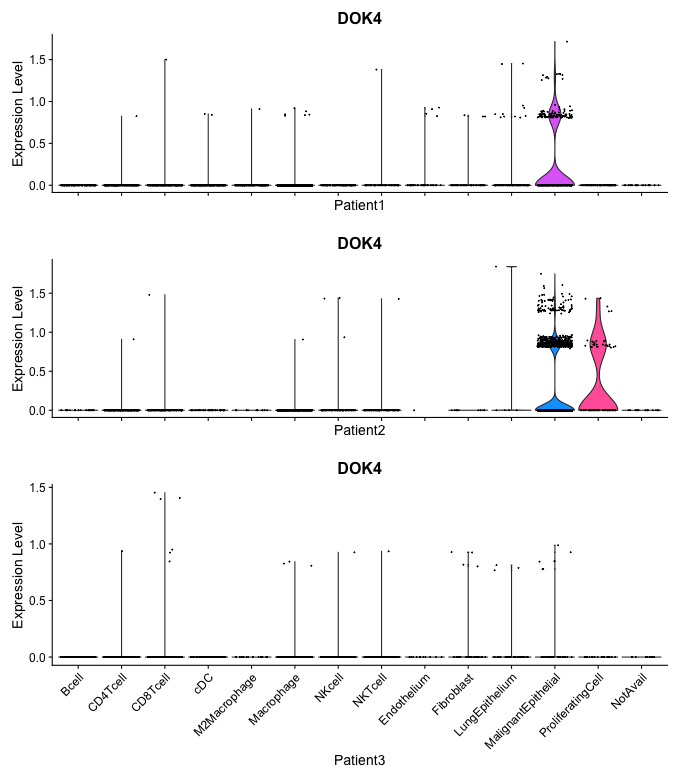 DOK4
Expression Level
1.5
1.0
0.5
0.0
Patient1
DOK4
Expression Level
1.5
1.0
0.5
0.0
Patient2
DOK4
Expression Level
1.5
1.0
0.5
0.0
Bcell
CD4Tcell
CD8Tcell
cDC
M2Macrophage
Macrophage
NKcell
NKTcell
Endothelium
Fibroblast
LungEpithelium
MalignantEpithelial
ProliferatingCell
NotAvail
Patient3